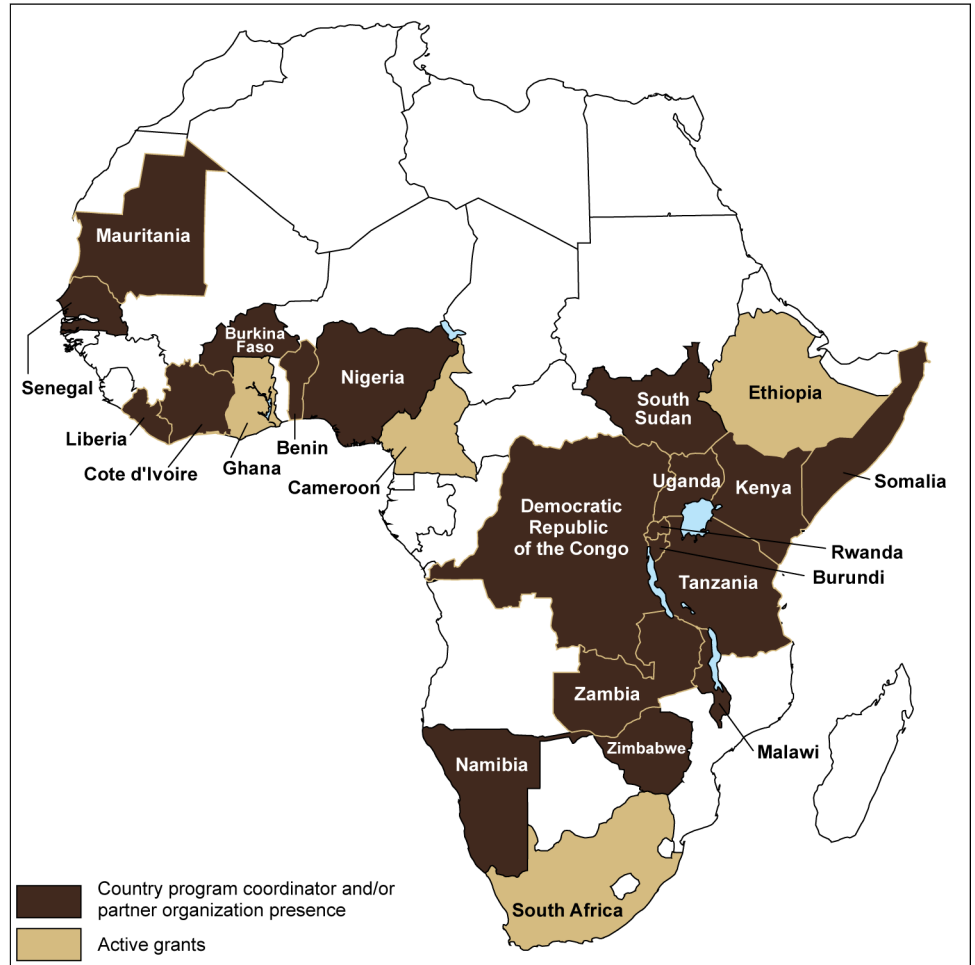 Mauritania
Burkina
Faso
Senegal
Nigeria
Liberia
Benin
Cote d'Ivoire
Ghana
Cameroon
Ethiopia
South
Sudan
Uganda
Kenya
Somalia
Democratic
Republic
of the Congo
Rwanda
Burundi
Tanzania
Zambia
Malawi
Zimbabwe
Namibia
South Africa
Country program coordinator and/or
partner organization presence
Active grants